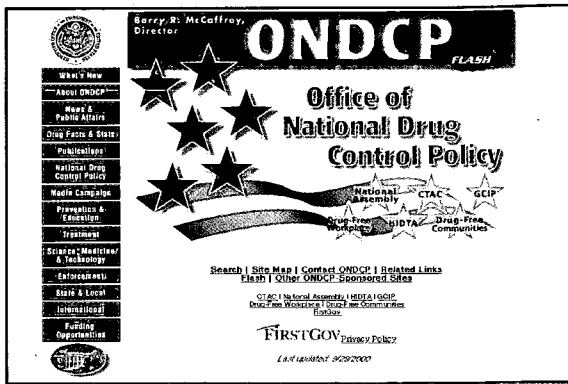 Barry R. McCaffrey,
Director
ONDCP
FLASH
What's New
About ONDCP
News &
Public Affairs
Drug Facts & Stats
Publications
National Drug
Control Policy
Media Campaign
Prevention &
Education
Treatment
Science, Medicine
& Technology
Enforcement
State & Local
International
Funding
Opportunities
Office of
National Drug
Control Policy
National
Assembly
CTAC
GCIP
Drug-Free
Workplace
HIDTA
Drug-Free
Communities
Search | Site Map | Contact ONDCP | Related Links
Flash | Other ONDCP-Sponsored Sites
CTAC | National Assembly | HIDTA | GCIP
Drug-Free Workplace | Drug-Free Communities
FirstGov
FIRSTGOV Privacy Policy
Last updated: 9/29/2000